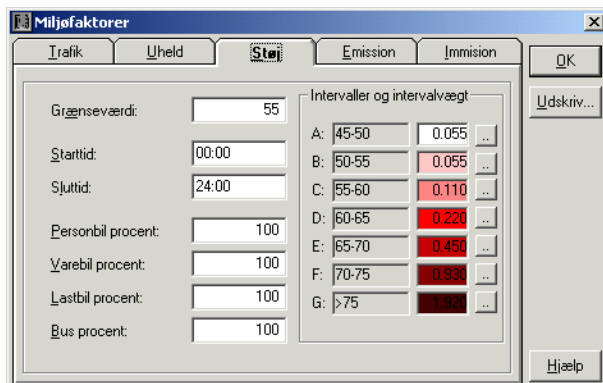 Miljøfaktorer
Trafik Uheld Støj Emission Immision
OK
Udskriv...
Grænseværdi: 55
Starttid: 00:00
Sluttid: 24:00
Personbil procent: 100
Varebil procent: 100
Lastbil procent: 100
Bus procent: 100
Intervaller og intervalvægt
A: 45-50 0.055 ..
B: 50-55 0.055 ..
C: 55-60 0.110 ..
D: 60-65 0.220 ..
E: 65-70 0.450 ..
F: 70-75 0.930 ..
G: >75 1.920 ..
Hjælp